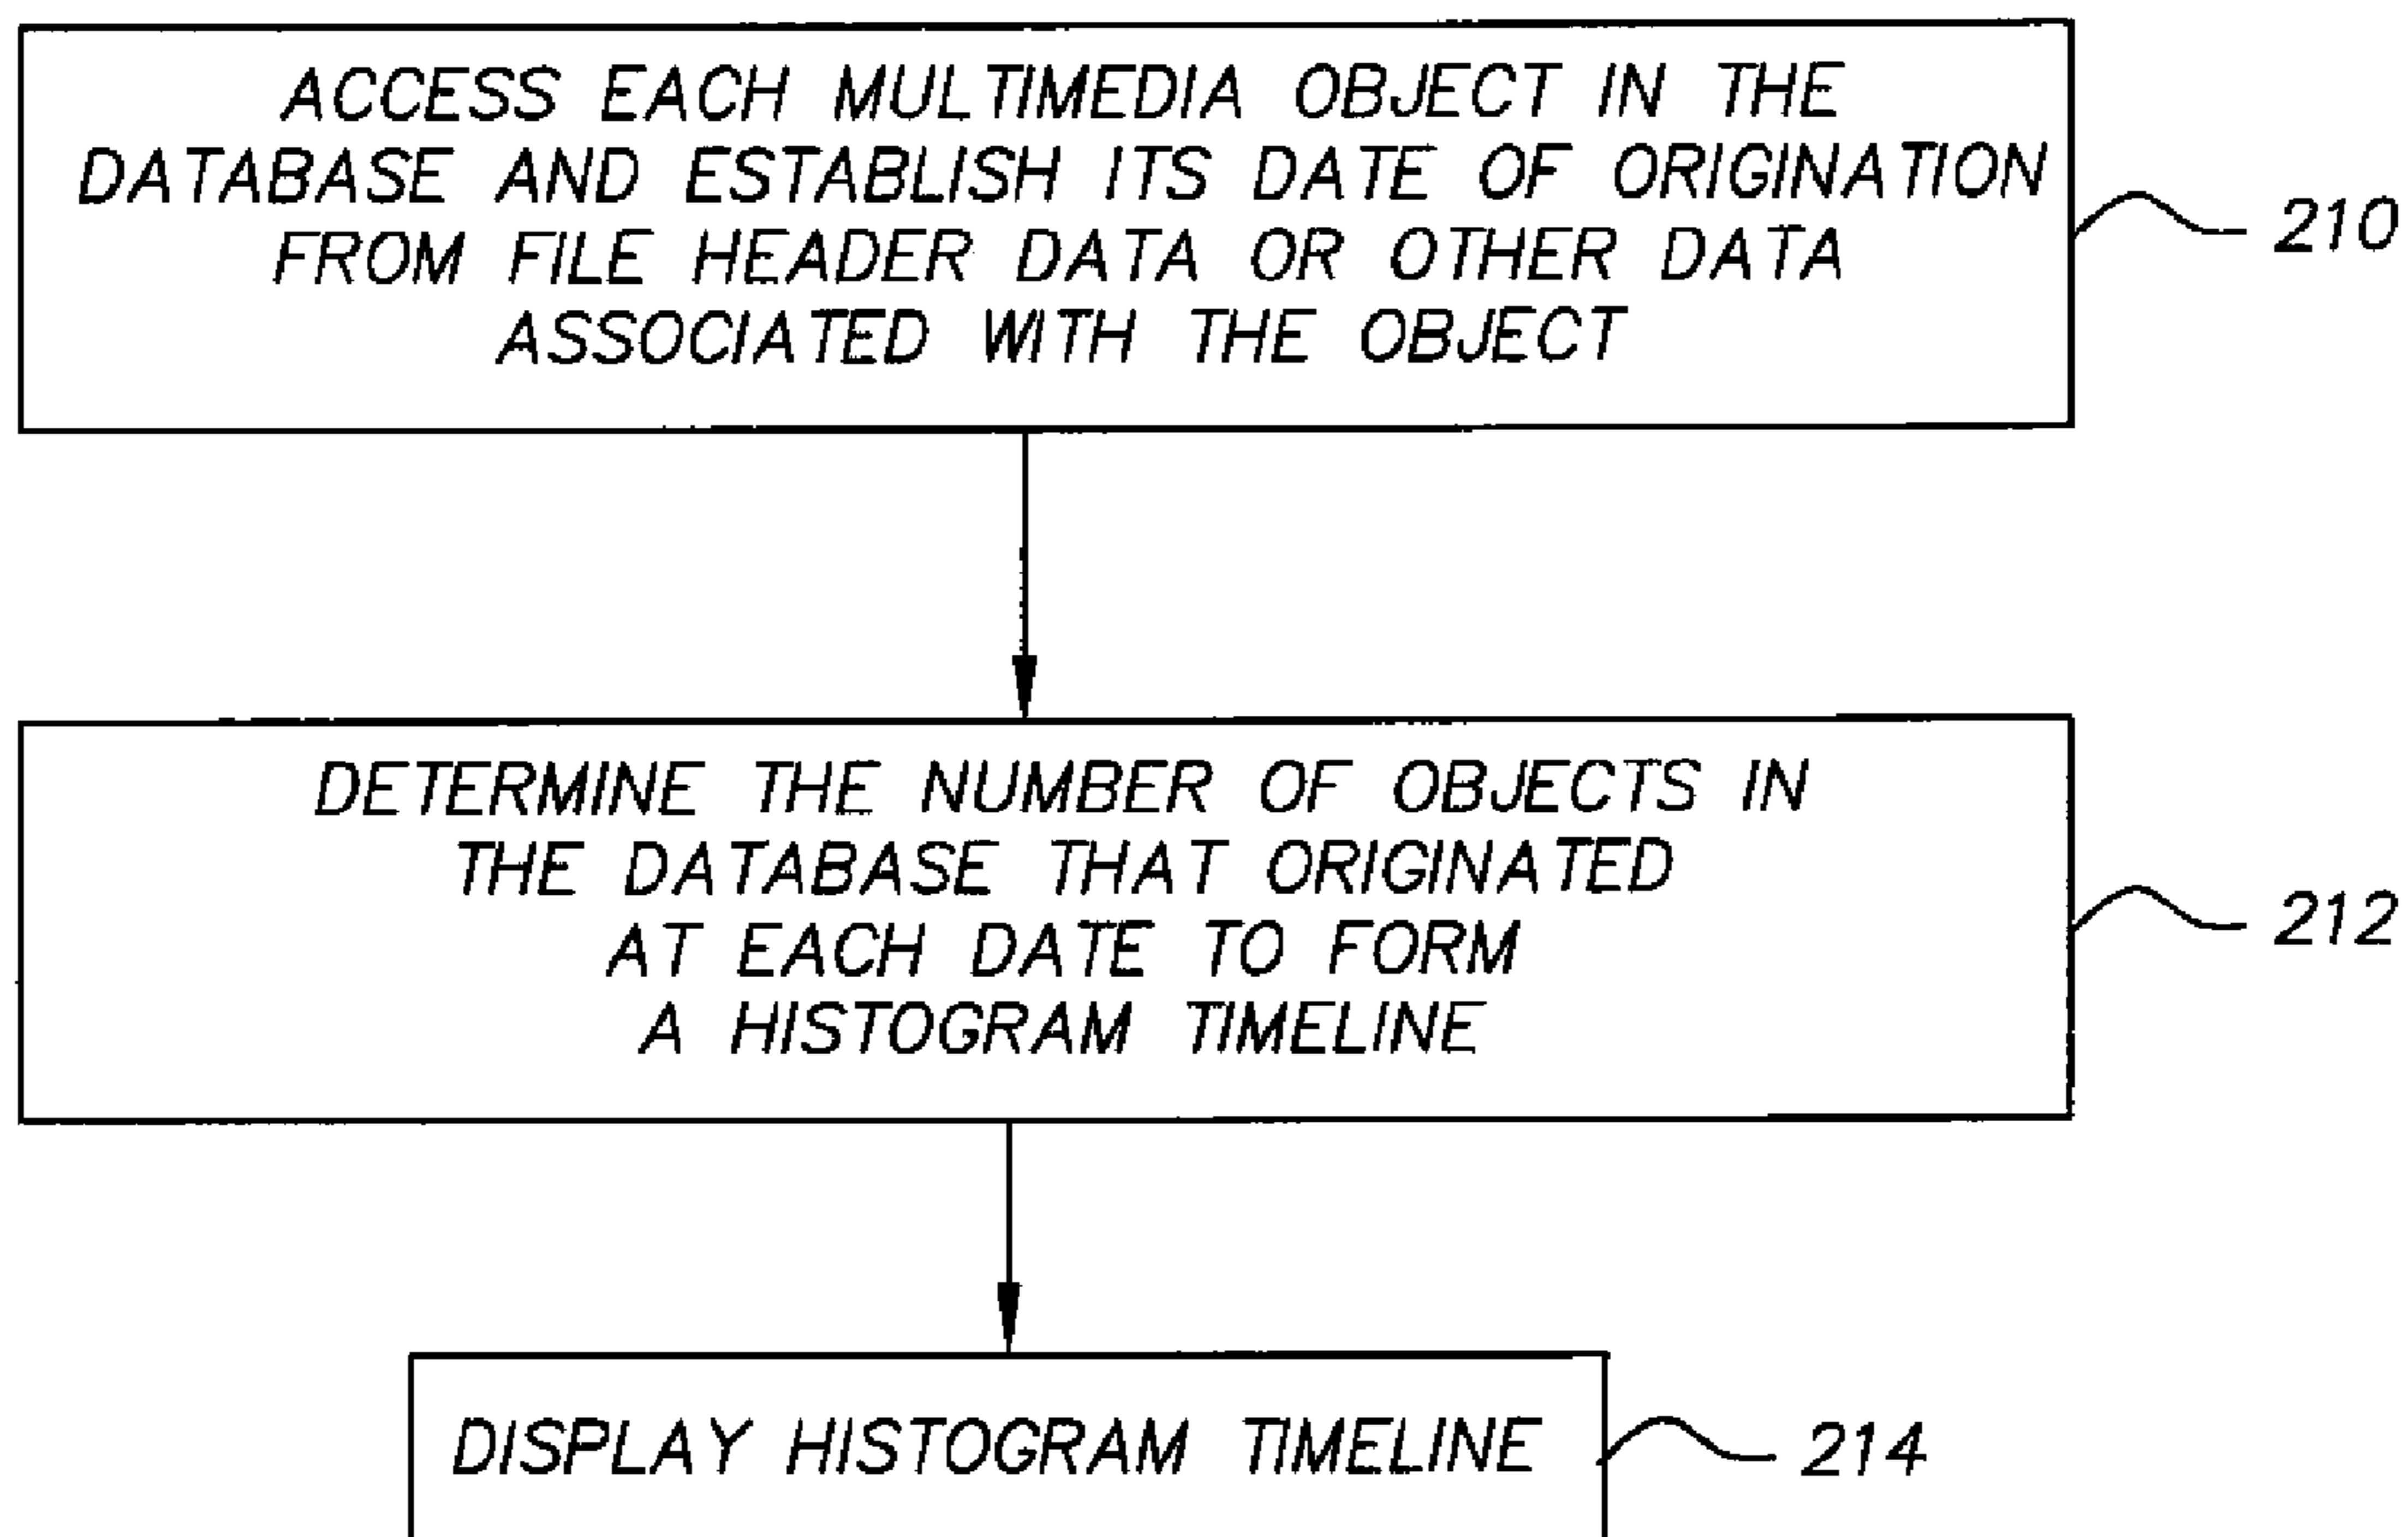 ACCESS EACH MULTIMEDIA OBJECT IN THE
DATABASE AND ESTABLISH ITS DATE OF ORIGINATION
FROM FILE HEADER DATA OR OTHER DATA
ASSOCIATED WITH THE OBJECT
210
DETERMINE THE NUMBER OF OBJECTS IN
THE DATABASE THAT ORIGINATED
AT EACH DATE TO FORM
A HISTOGRAM TIMELINE
212
DISPLAY HISTOGRAM TIMELINE
214